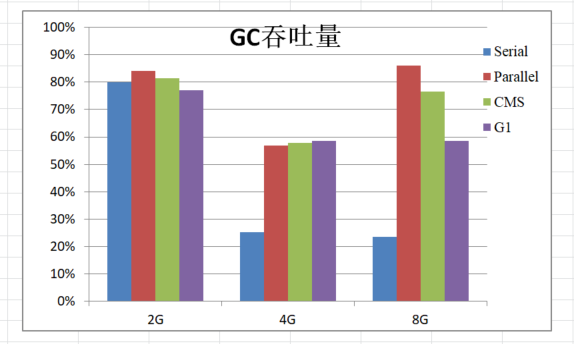 GC吞吐量
100%
90%
80%
70%
60%
50%
40%
30%
20%
10%
0%
2G
4G
8G
Serial
Parallel
CMS
G1